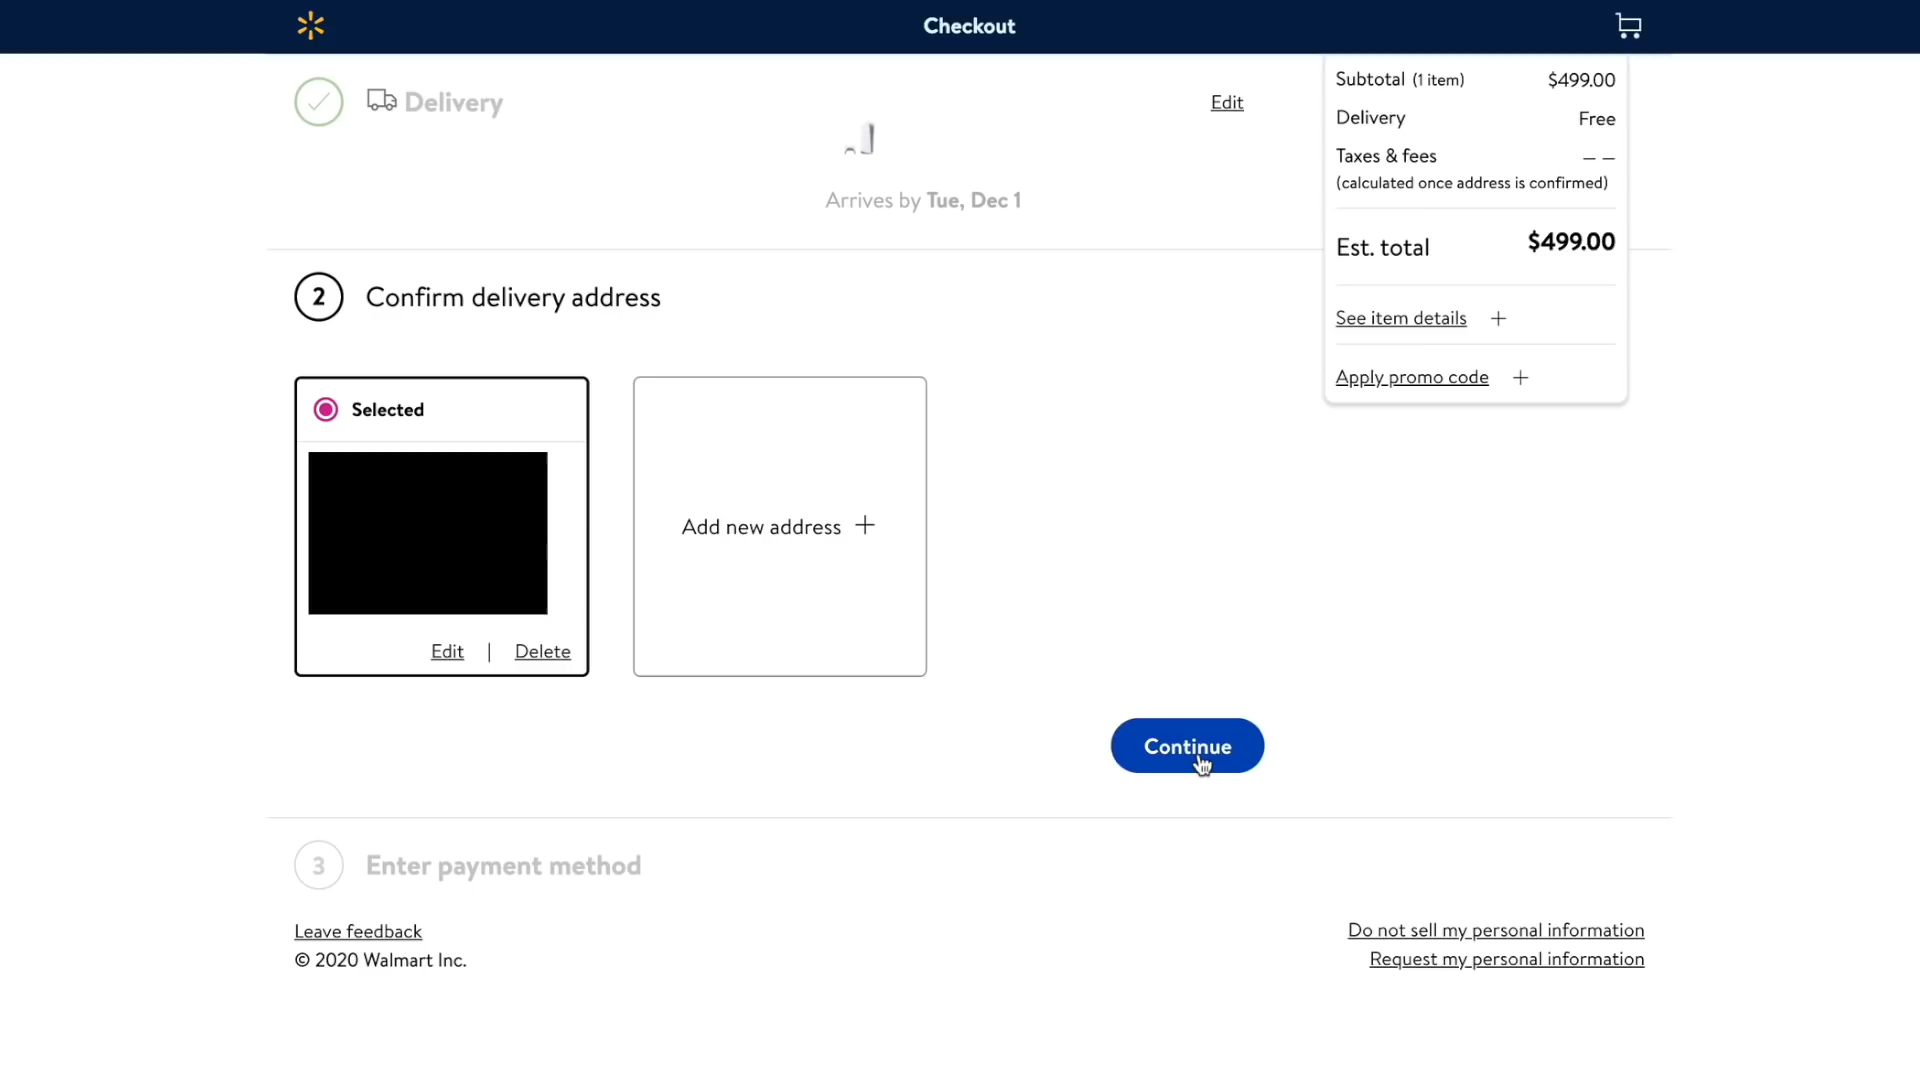 Checkout
Delivery
Edit
Arrives by Tue, Dec 1
Subtotal (1 item) $499.00
Delivery Free
Taxes & fees — —
(calculated once address is confirmed)
Est. total $499.00
See item details +
Apply promo code +
2 Confirm delivery address
Selected
Edit | Delete
Add new address +
Continue
3 Enter payment method
Leave feedback
© 2020 Walmart Inc.
Do not sell my personal information
Request my personal information